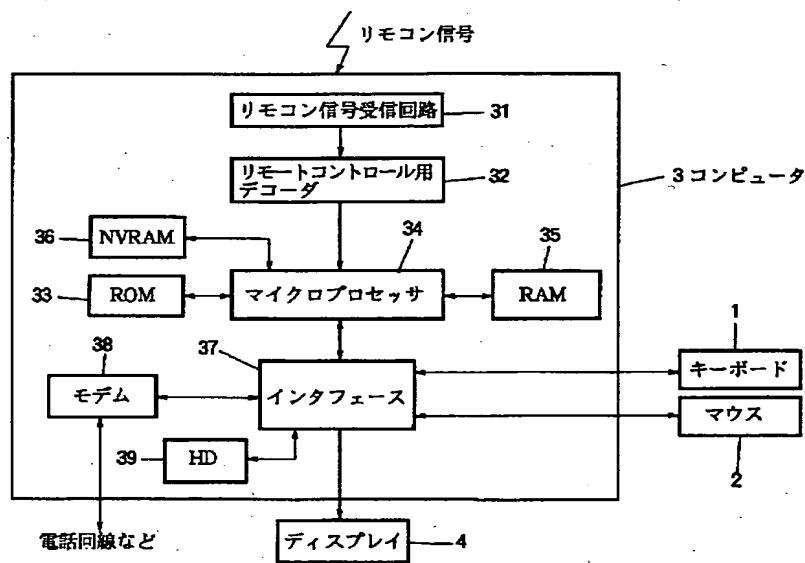 リモコン信号
リモコン信号受信回路
31
リモートコントロール用
デコーダ
32
3 コンピュータ
36
NVRAM
34
35
33
ROM
マイクロプロセッサ
RAM
38
37
1
モデム
インタフェース
キーボード
マウス
39
HD
2
電話回線など
ディスプレイ
4